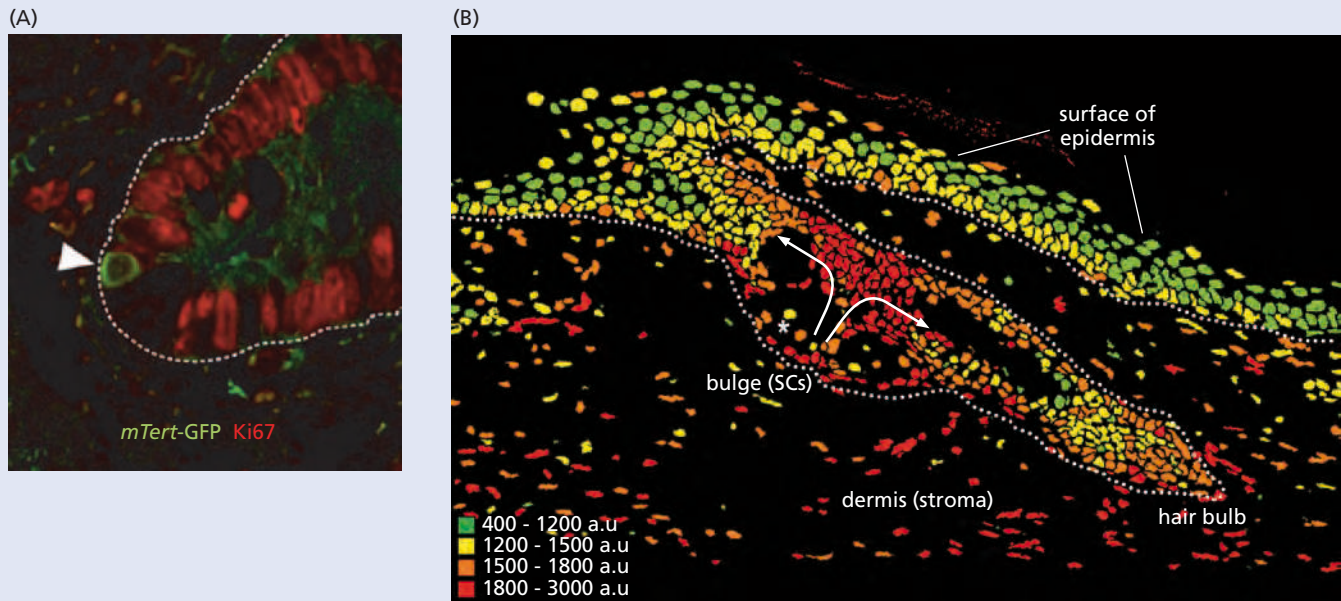 (A)
mTert-GFP Ki67
(B)
surface of
epidermis
bulge (SCs)
*
dermis (stroma)
hair bulb
400 - 1200 a.u
1200 - 1500 a.u
1500 - 1800 a.u
1800 - 3000 a.u